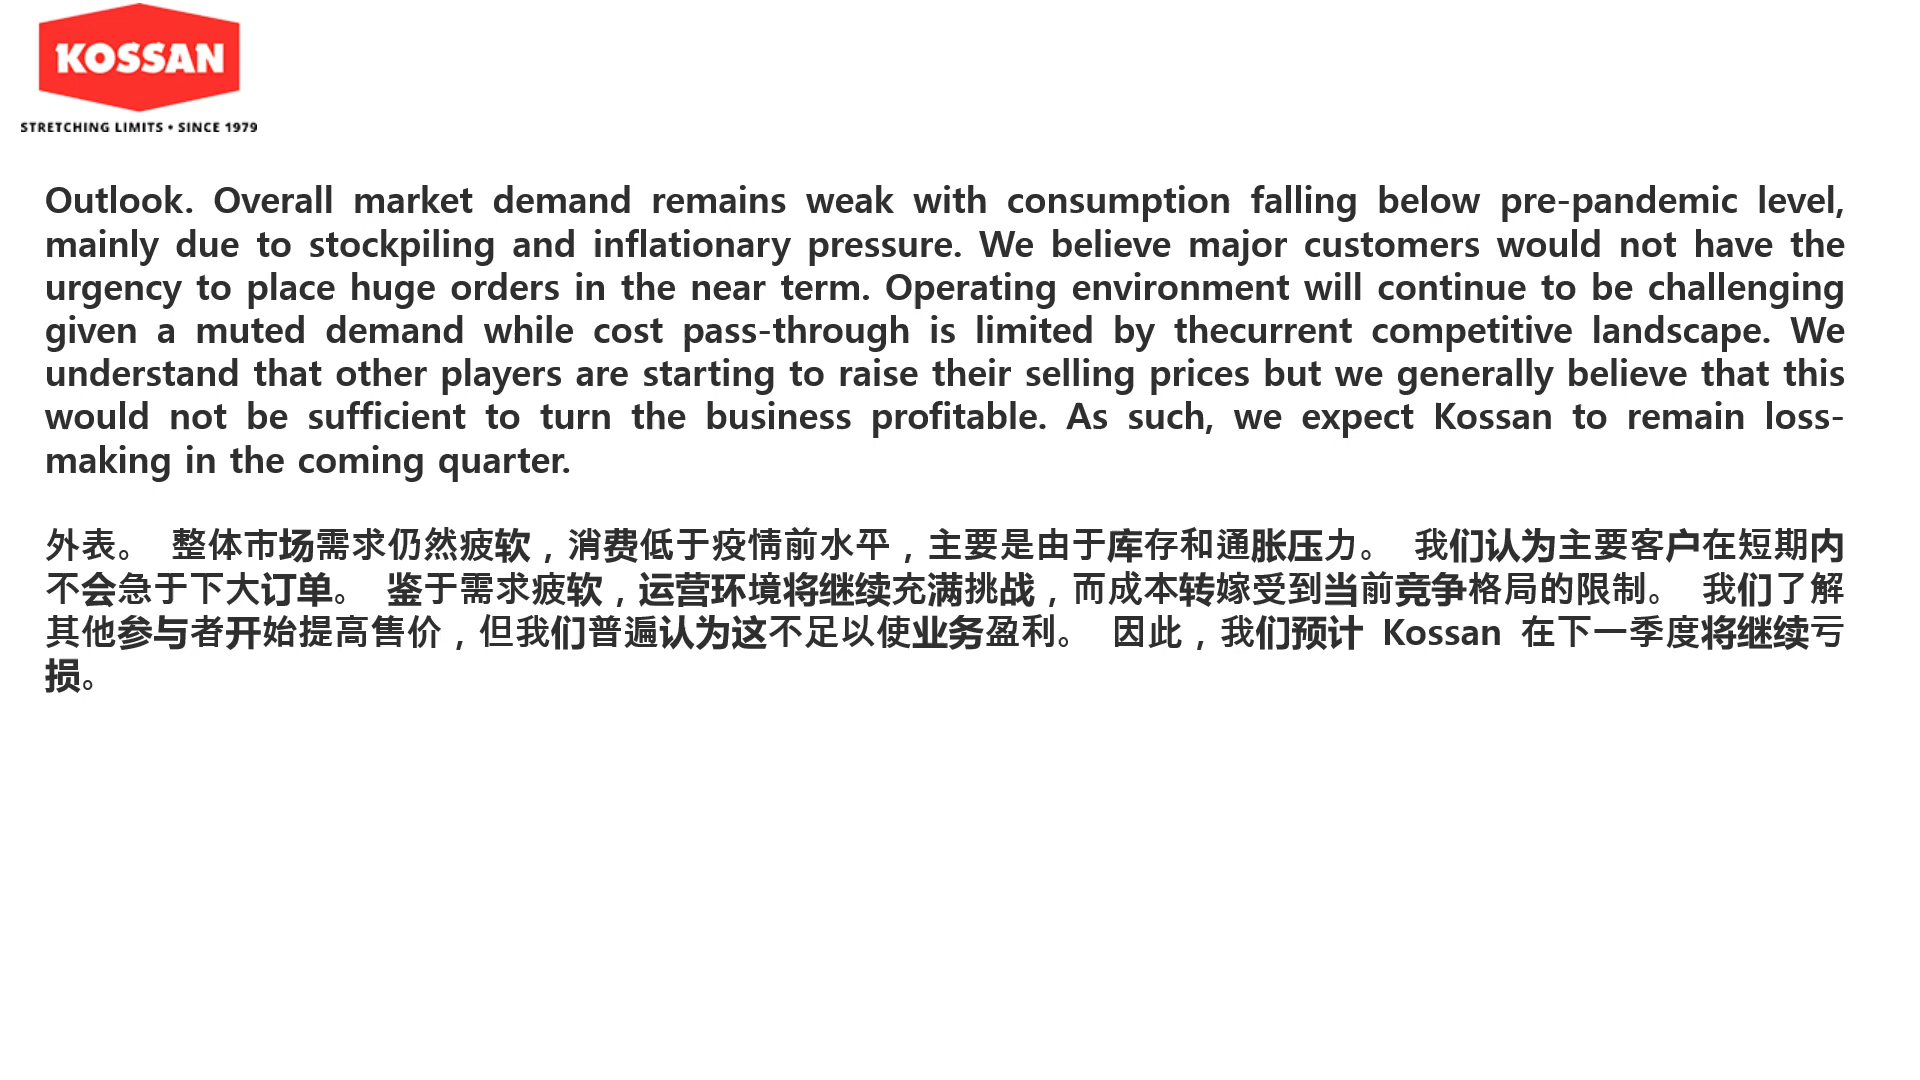 KOSSAN
STRETCHING LIMITS • SINCE 1979
Outlook. Overall market demand remains weak with consumption falling below pre-pandemic level,
mainly due to stockpiling and inflationary pressure. We believe major customers would not have the
urgency to place huge orders in the near term. Operating environment will continue to be challenging
given a muted demand while cost pass-through is limited by thecurrent competitive landscape. We
understand that other players are starting to raise their selling prices but we generally believe that this
would not be sufficient to turn the business profitable. As such, we expect Kossan to remain loss-
making in the coming quarter.
外表。 整体市场需求仍然疲软，消费低于疫情前水平，主要是由于库存和通胀压力。 我们认为主要客户在短期内
不会急于下大订单。 鉴于需求疲软，运营环境将继续充满挑战，而成本转嫁受到当前竞争格局的限制。 我们了解
其他参与者开始提高售价，但我们普遍认为这不足以使业务盈利。 因此，我们预计 Kossan 在下一季度将继续亏
损。